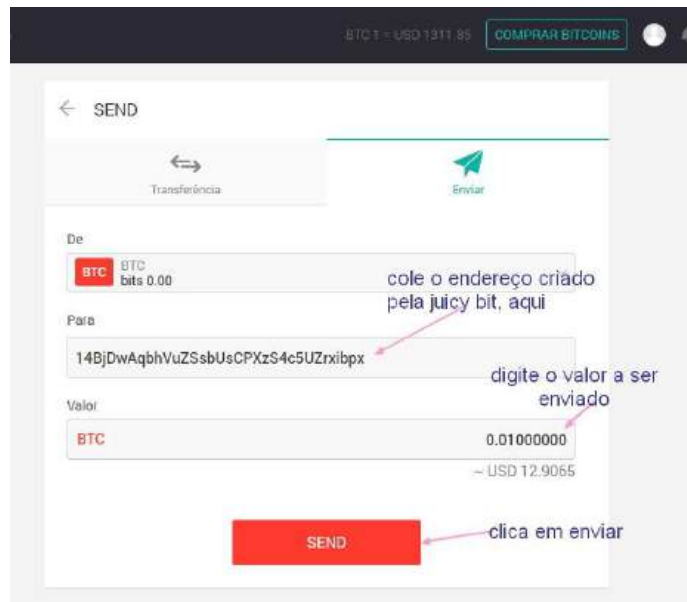 BTC 1 = USD 1311.85 COMPRAR BITCOINS
SEND
Transferência Enviar
De
BTC BTC
bits 0.00
cole o endereço criado
pela juicy bit, aqui
Para
14BjDwAqbhVuZSsbUsCPXzS4c5UZrxibpx
digite o valor a ser
enviado
Valor
BTC 0.01000000
~ USD 12.9065
SEND
clica em enviar